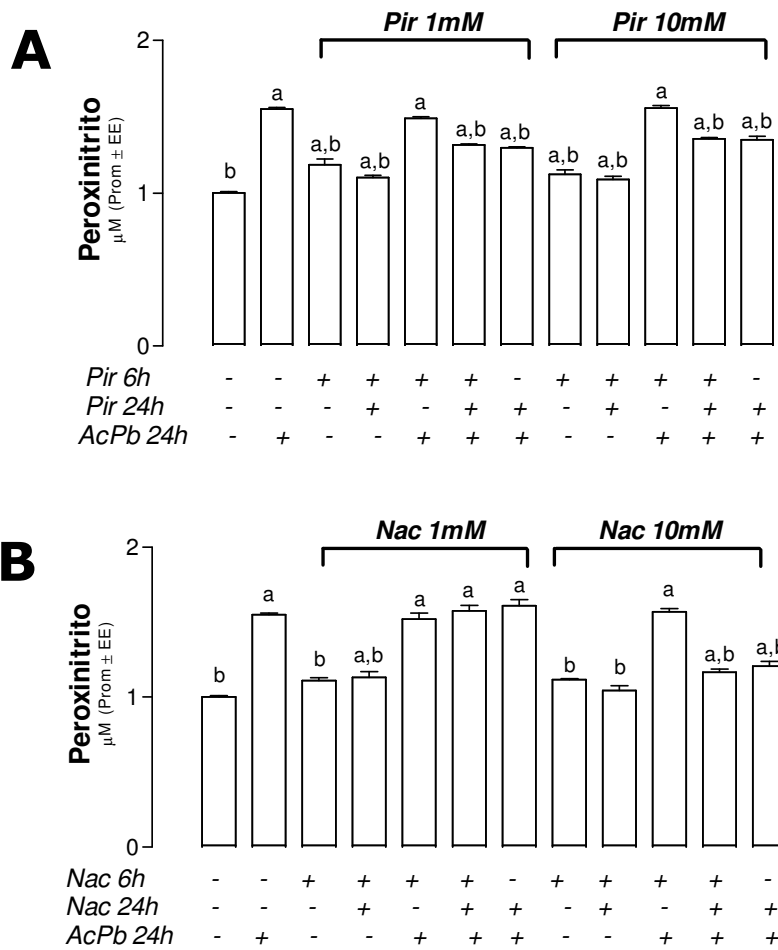 A
Pir 1mM Pir 10mM
Peroxinitrito
µM (Prom ± EE)
2
1
0
b a a,b a,b a a,b a,b a,b a,b a a,b a,b
Pir 6h - - + + + + - + + + + -
Pir 24h - - - + - + + - + - + +
AcPb 24h - + - - + + + - - + + +
B
Nac 1mM Nac 10mM
Peroxinitrito
µM (Prom ± EE)
2
1
0
b a b a,b a a a b b a a,b a,b
Nac 6h - - + + + + - + + + + -
Nac 24h - - - + - + + - + - + +
AcPb 24h - + - - + + + - - + + +